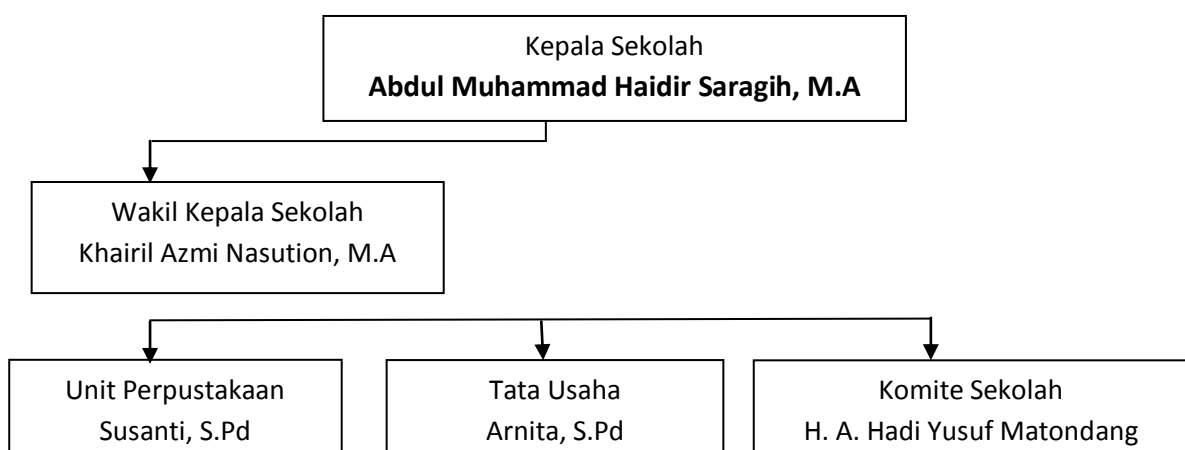 Kepala Sekolah
Abdul Muhammad Haidir Saragih, M.A
Wakil Kepala Sekolah
Khairil Azmi Nasution, M.A
Unit Perpustakaan
Susanti, S.Pd
Tata Usaha
Arnita, S.Pd
Komite Sekolah
H. A. Hadi Yusuf Matondang